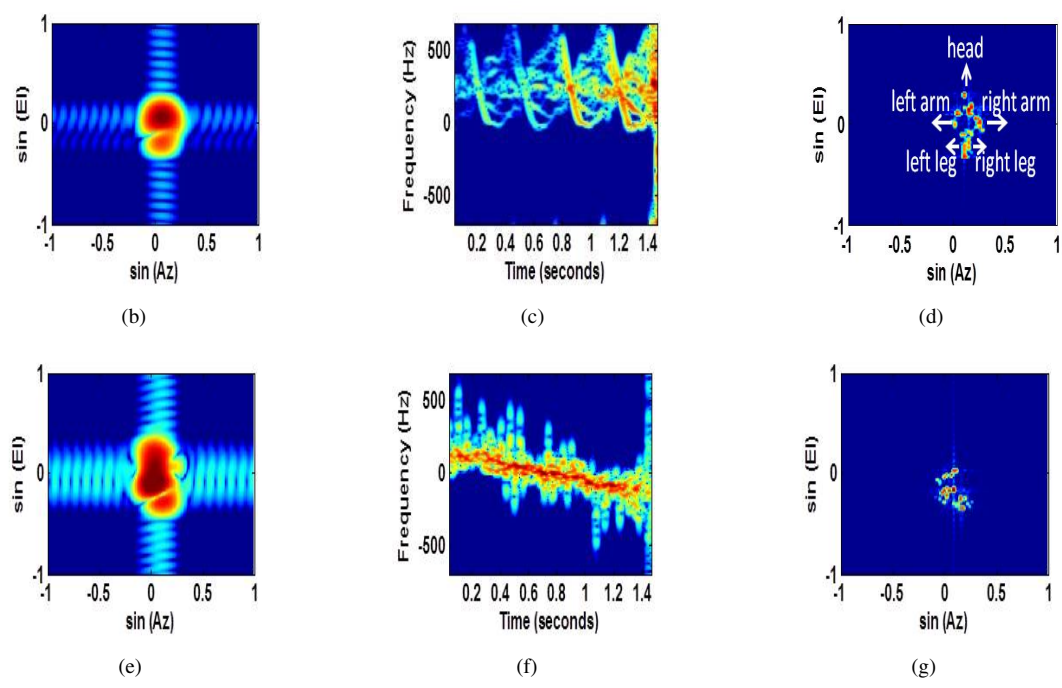 1
0
-1
sin (El)
-1 -0.5 0 0.5 1
sin (Az)
(b)
500
0
-500
Frequency (Hz)
0.2 0.4 0.6 0.8 1 1.2 1.4
Time (seconds)
(c)
1
0
-1
sin (El)
head
left arm right arm
left leg right leg
-1 -0.5 0 0.5 1
sin (Az)
(d)
1
0
-1
sin (El)
-1 -0.5 0 0.5 1
sin (Az)
(e)
500
0
-500
Frequency (Hz)
0.2 0.4 0.6 0.8 1 1.2 1.4
Time (seconds)
(f)
1
0
-1
sin (El)
-1 -0.5 0 0.5 1
sin (Az)
(g)